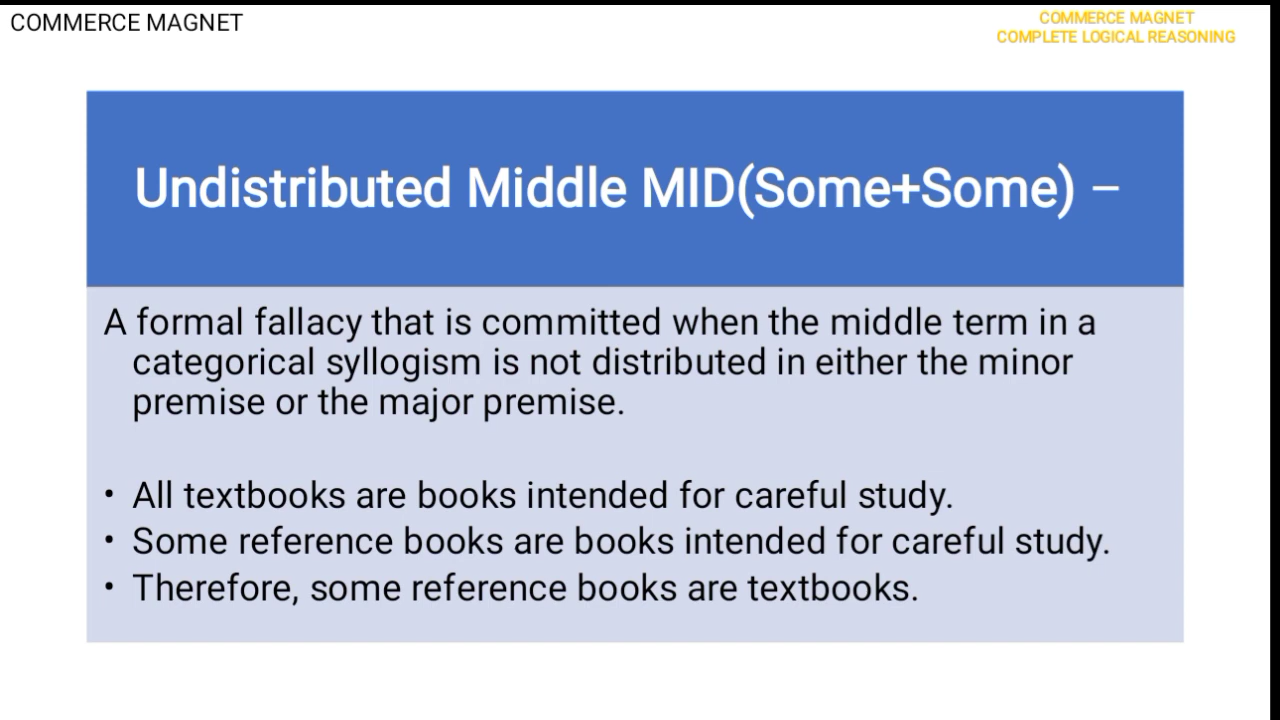 COMMERCE MAGNET
COMMERCE MAGNET
COMPLETE LOGICAL REASONING
Undistributed Middle MID(Some+Some) –
A formal fallacy that is committed when the middle term in a
categorical syllogism is not distributed in either the minor
premise or the major premise.
• All textbooks are books intended for careful study.
• Some reference books are books intended for careful study.
• Therefore, some reference books are textbooks.